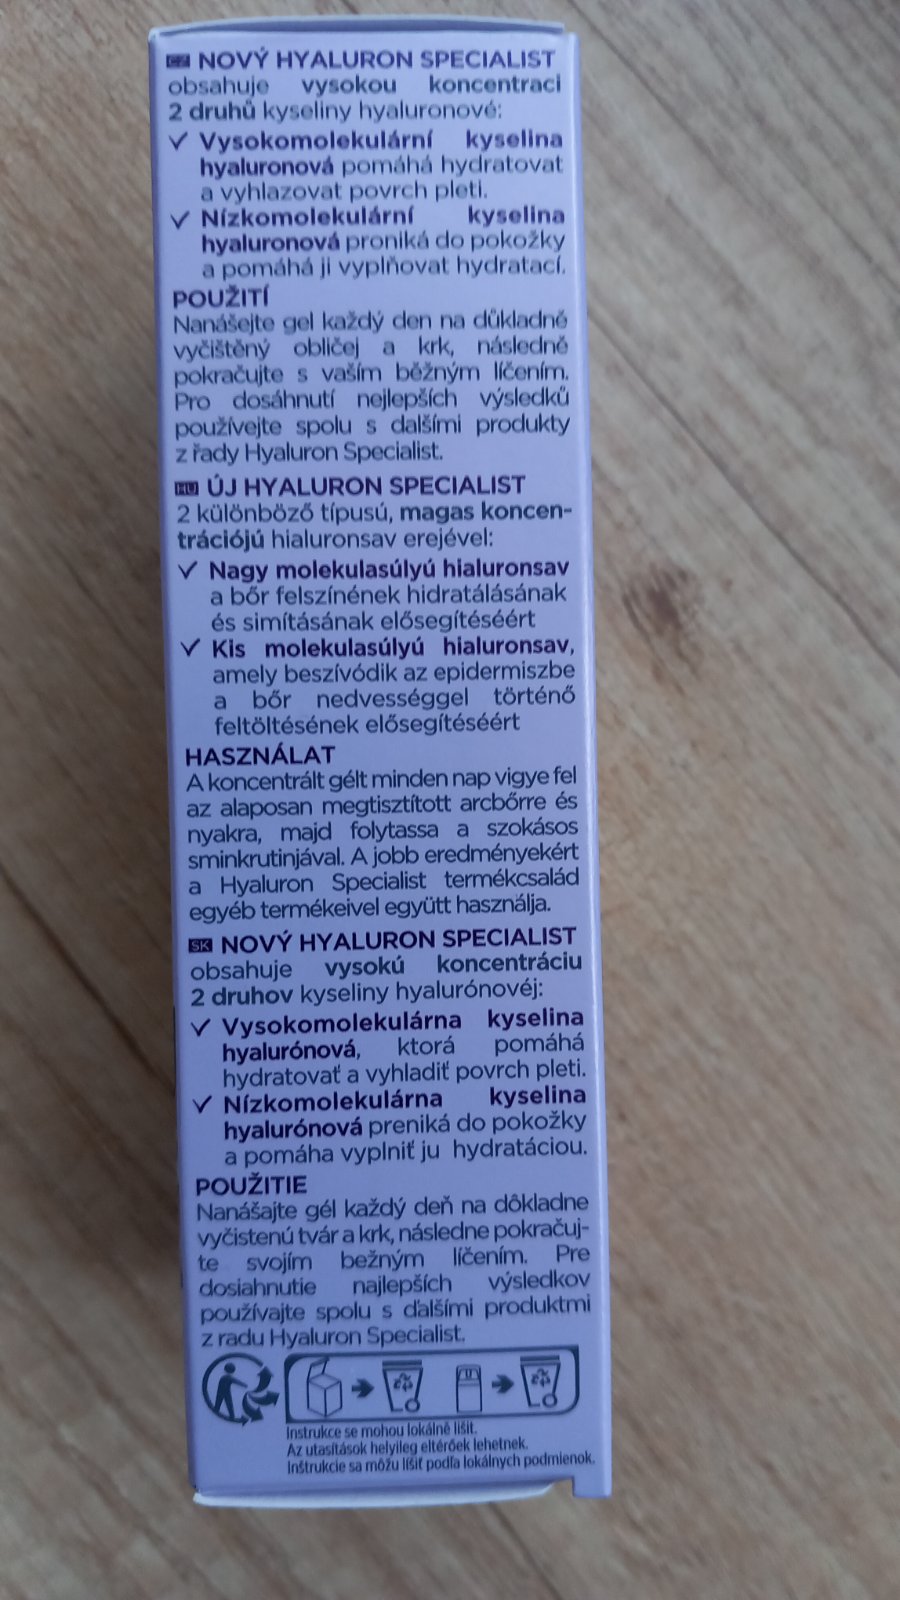 CZ NOVÝ HYALURON SPECIALIST
obsahuje vysokou koncentraci
2 druhů kyseliny hyaluronové:
✓ Vysokomolekulární kyselina
hyaluronová pomáhá hydratovat
a vyhlazovat povrch pleti.
✓ Nízkomolekulární kyselina
hyaluronová proniká do pokožky
a pomáhá ji vyplňovat hydratací.
POUŽITÍ
Nanášejte gel každý den na důkladně
vyčištěný obličej a krk, následně
pokračujte s vaším běžným líčením.
Pro dosáhnutí nejlepších výsledků
používejte spolu s dalšími produkty
z řady Hyaluron Specialist.
HU ÚJ HYALURON SPECIALIST
2 különböző típusú, magas koncen-
trációjú hialuronsav erejével:
✓ Nagy molekulasúlyú hialuronsav
a bőr felszínének hidratálásának
és simításának elősegítéséért
✓ Kis molekulasúlyú hialuronsav,
amely beszívódik az epidermiszbe
a bőr nedvességgel történő
feltöltésének elősegítéséért
HASZNÁLAT
A koncentrált gélt minden nap vigye fel
az alaposan megtisztított arcbőrre és
nyakra, majd folytassa a szokásos
sminkrutinjával. A jobb eredményekért
a Hyaluron Specialist termékcsalád
egyéb termékeivel együtt használja.
SK NOVÝ HYALURON SPECIALIST
obsahuje vysokú koncentráciu
2 druhov kyseliny hyalurónovéj:
✓ Vysokomolekulárna kyselina
hyalurónová, ktorá pomáhá
hydratovať a vyhladiť povrch pleti.
✓ Nízkomolekulárna kyselina
hyalurónová preniká do pokožky
a pomáha vyplniť ju hydratáciou.
POUŽITIE
Nanášajte gél každý deň na dôkladne
vyčistenú tvár a krk, následne pokračuj-
te svojím bežným líčením. Pre
dosiahnutie najlepších výsledkov
používajte spolu s ďalšími produktmi
z radu Hyaluron Specialist.
Instrukce se mohou lokálně lišit.
Az utasítások helyileg eltérőek lehetnek.
Inštrukcie sa môžu líšiť podľa lokálnych podmienok.